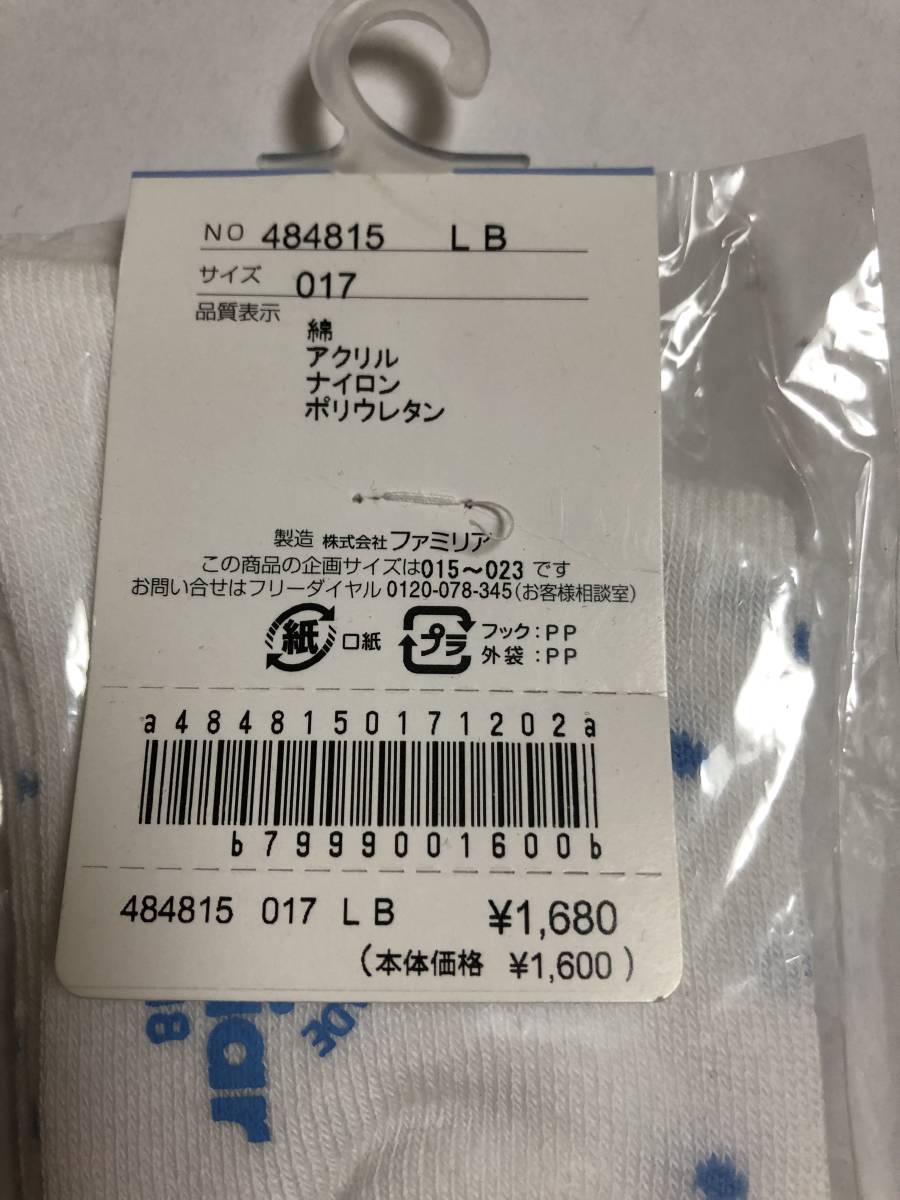 NO 484815 LB
サイズ 017
品質表示
綿
アクリル
ナイロン
ポリウレタン
製造 株式会社ファミリア
この商品の企画サイズは015～023です
お問い合せはフリーダイヤル 0120-078-345(お客様相談室)
紙 口紙
プラ フック:PP
外袋:PP
a484815017​1202a
b7999001600b
484815 017 LB ¥1,680
(本体価格 ¥1,600)